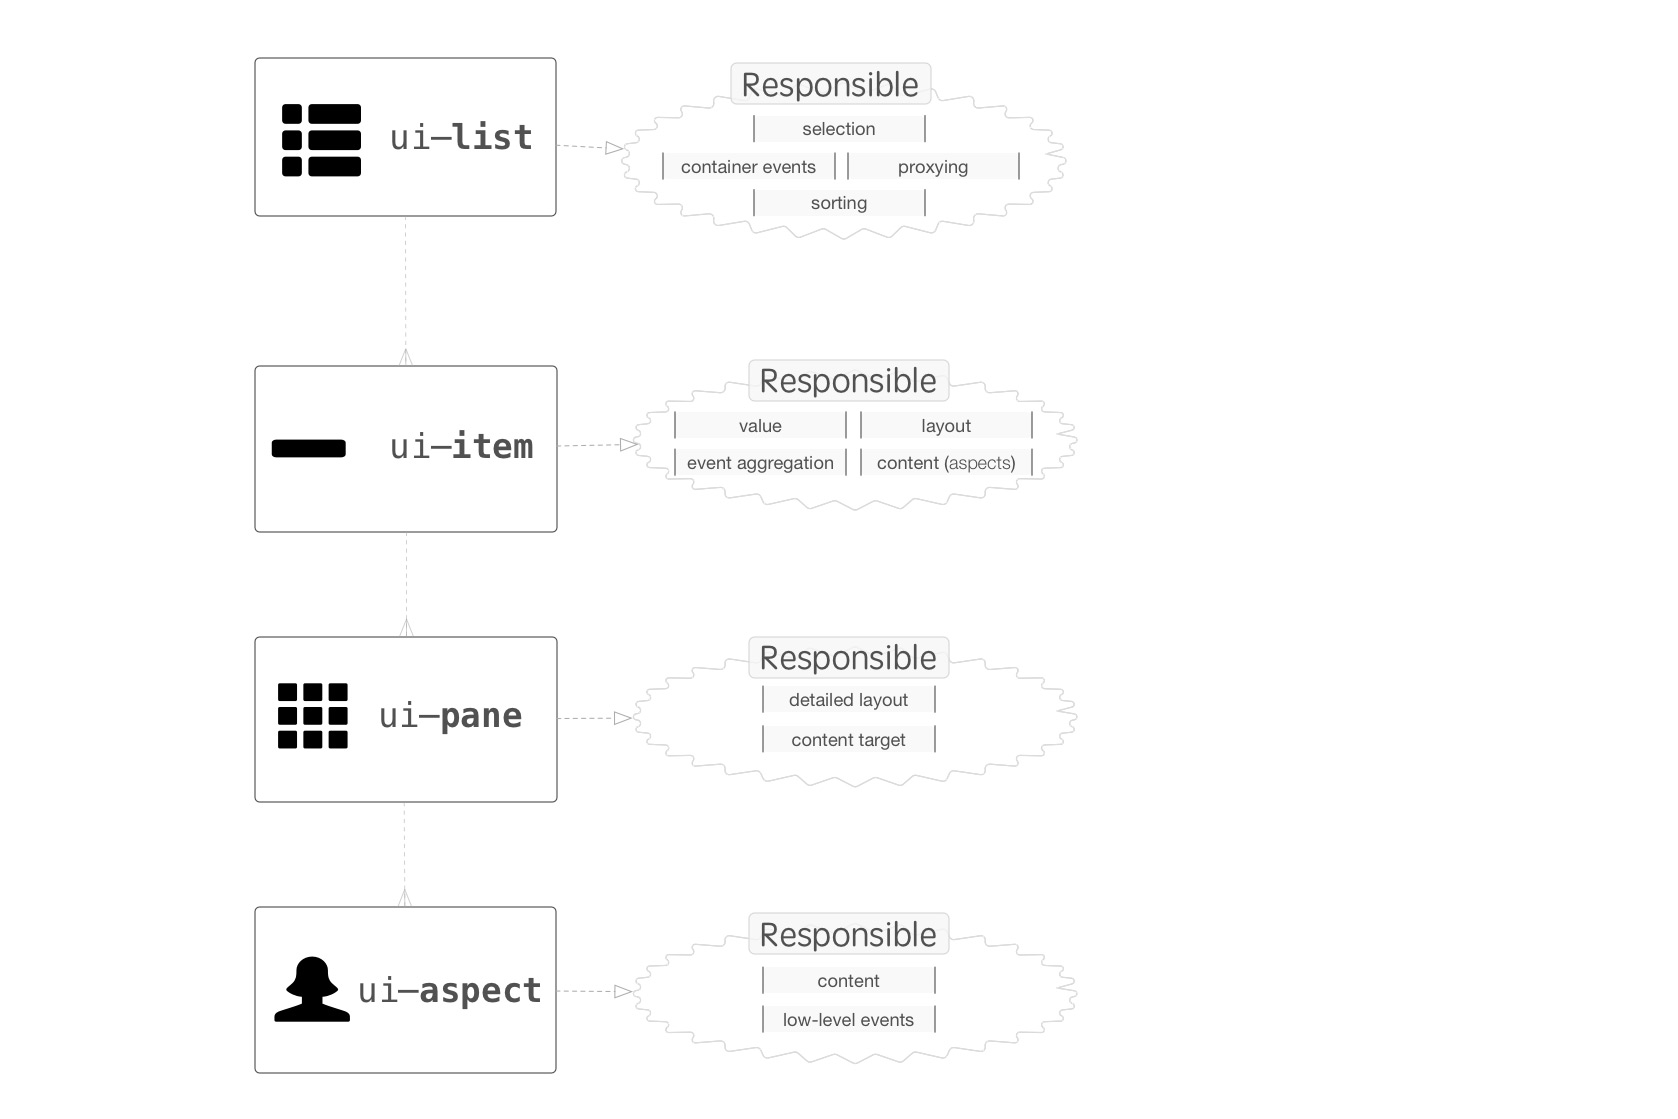 Responsible
ui–list
selection
container events
proxying
sorting
Responsible
ui–item
value
layout
event aggregation
content (aspects)
Responsible
ui–pane
detailed layout
content target
Responsible
ui–aspect
content
low-level events